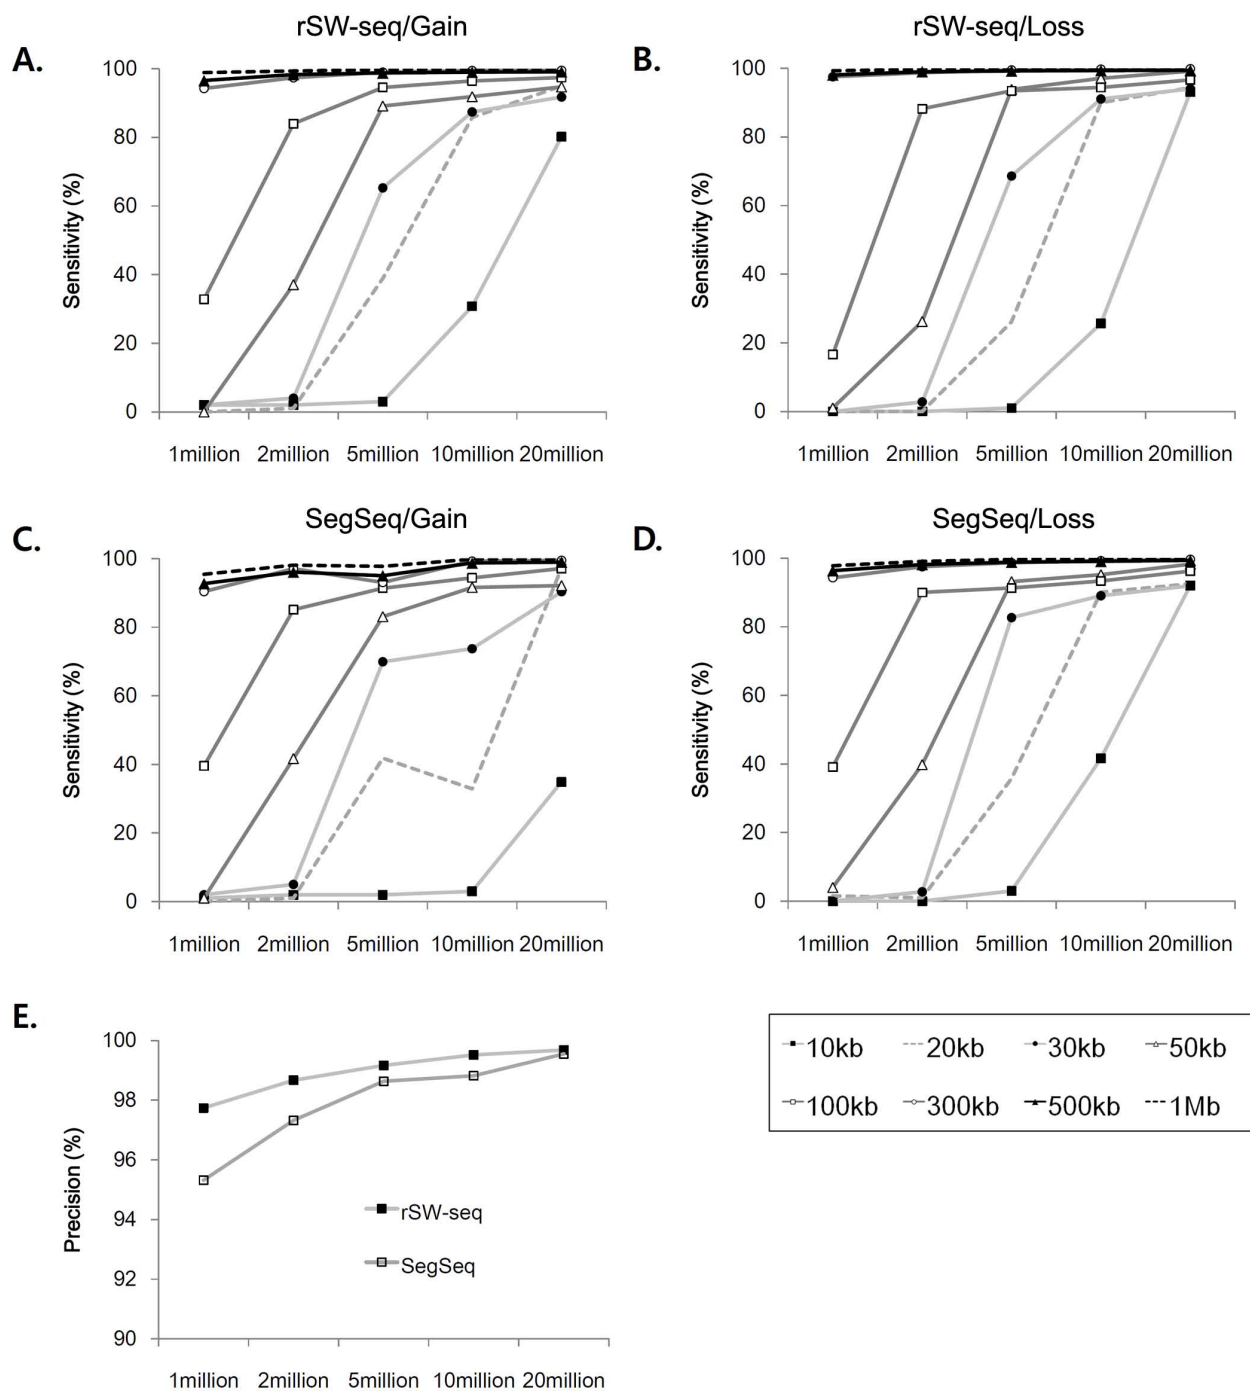 rSW-seq/Gain
A.
100
80
60
40
20
0
Sensitivity (%)
1million 2million 5million 10million 20million
rSW-seq/Loss
B.
100
80
60
40
20
0
Sensitivity (%)
1million 2million 5million 10million 20million
SegSeq/Gain
C.
100
80
60
40
20
0
Sensitivity (%)
1million 2million 5million 10million 20million
SegSeq/Loss
D.
100
80
60
40
20
0
Sensitivity (%)
1million 2million 5million 10million 20million
E.
100
98
96
94
92
90
Precision (%)
rSW-seq
SegSeq
1million 2million 5million 10million 20million
10kb 20kb 30kb 50kb
100kb 300kb 500kb 1Mb